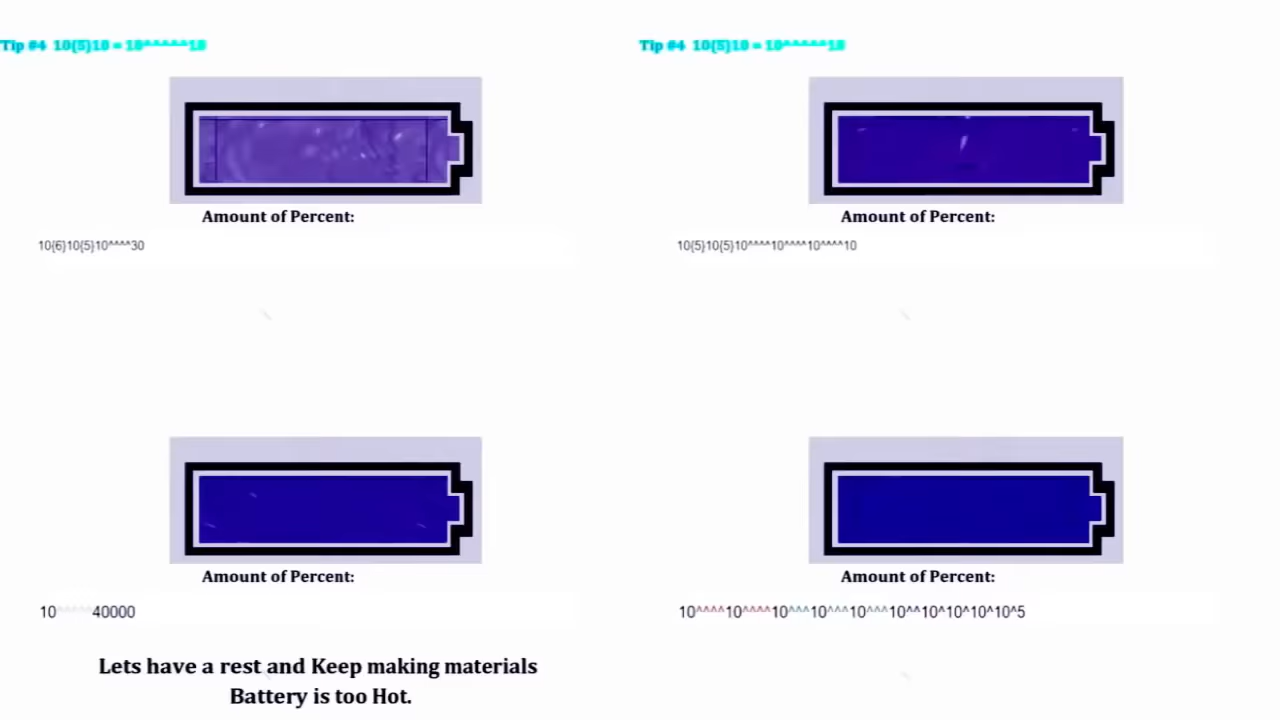 Tip #4 10{5}10 = 10^^^^^10
Tip #4 10{5}10 = 10^^^^^10
Amount of Percent:
Amount of Percent:
10{6}10{5}10^^^^30
10{5}10{5}10^^^^10^^^^10^^^^10
Amount of Percent:
Amount of Percent:
10^^^^^40000
10^^^^10^^^^10^^^10^^^10^^^10^^10^10^10^10^5
Lets have a rest and Keep making materials
Battery is too Hot.